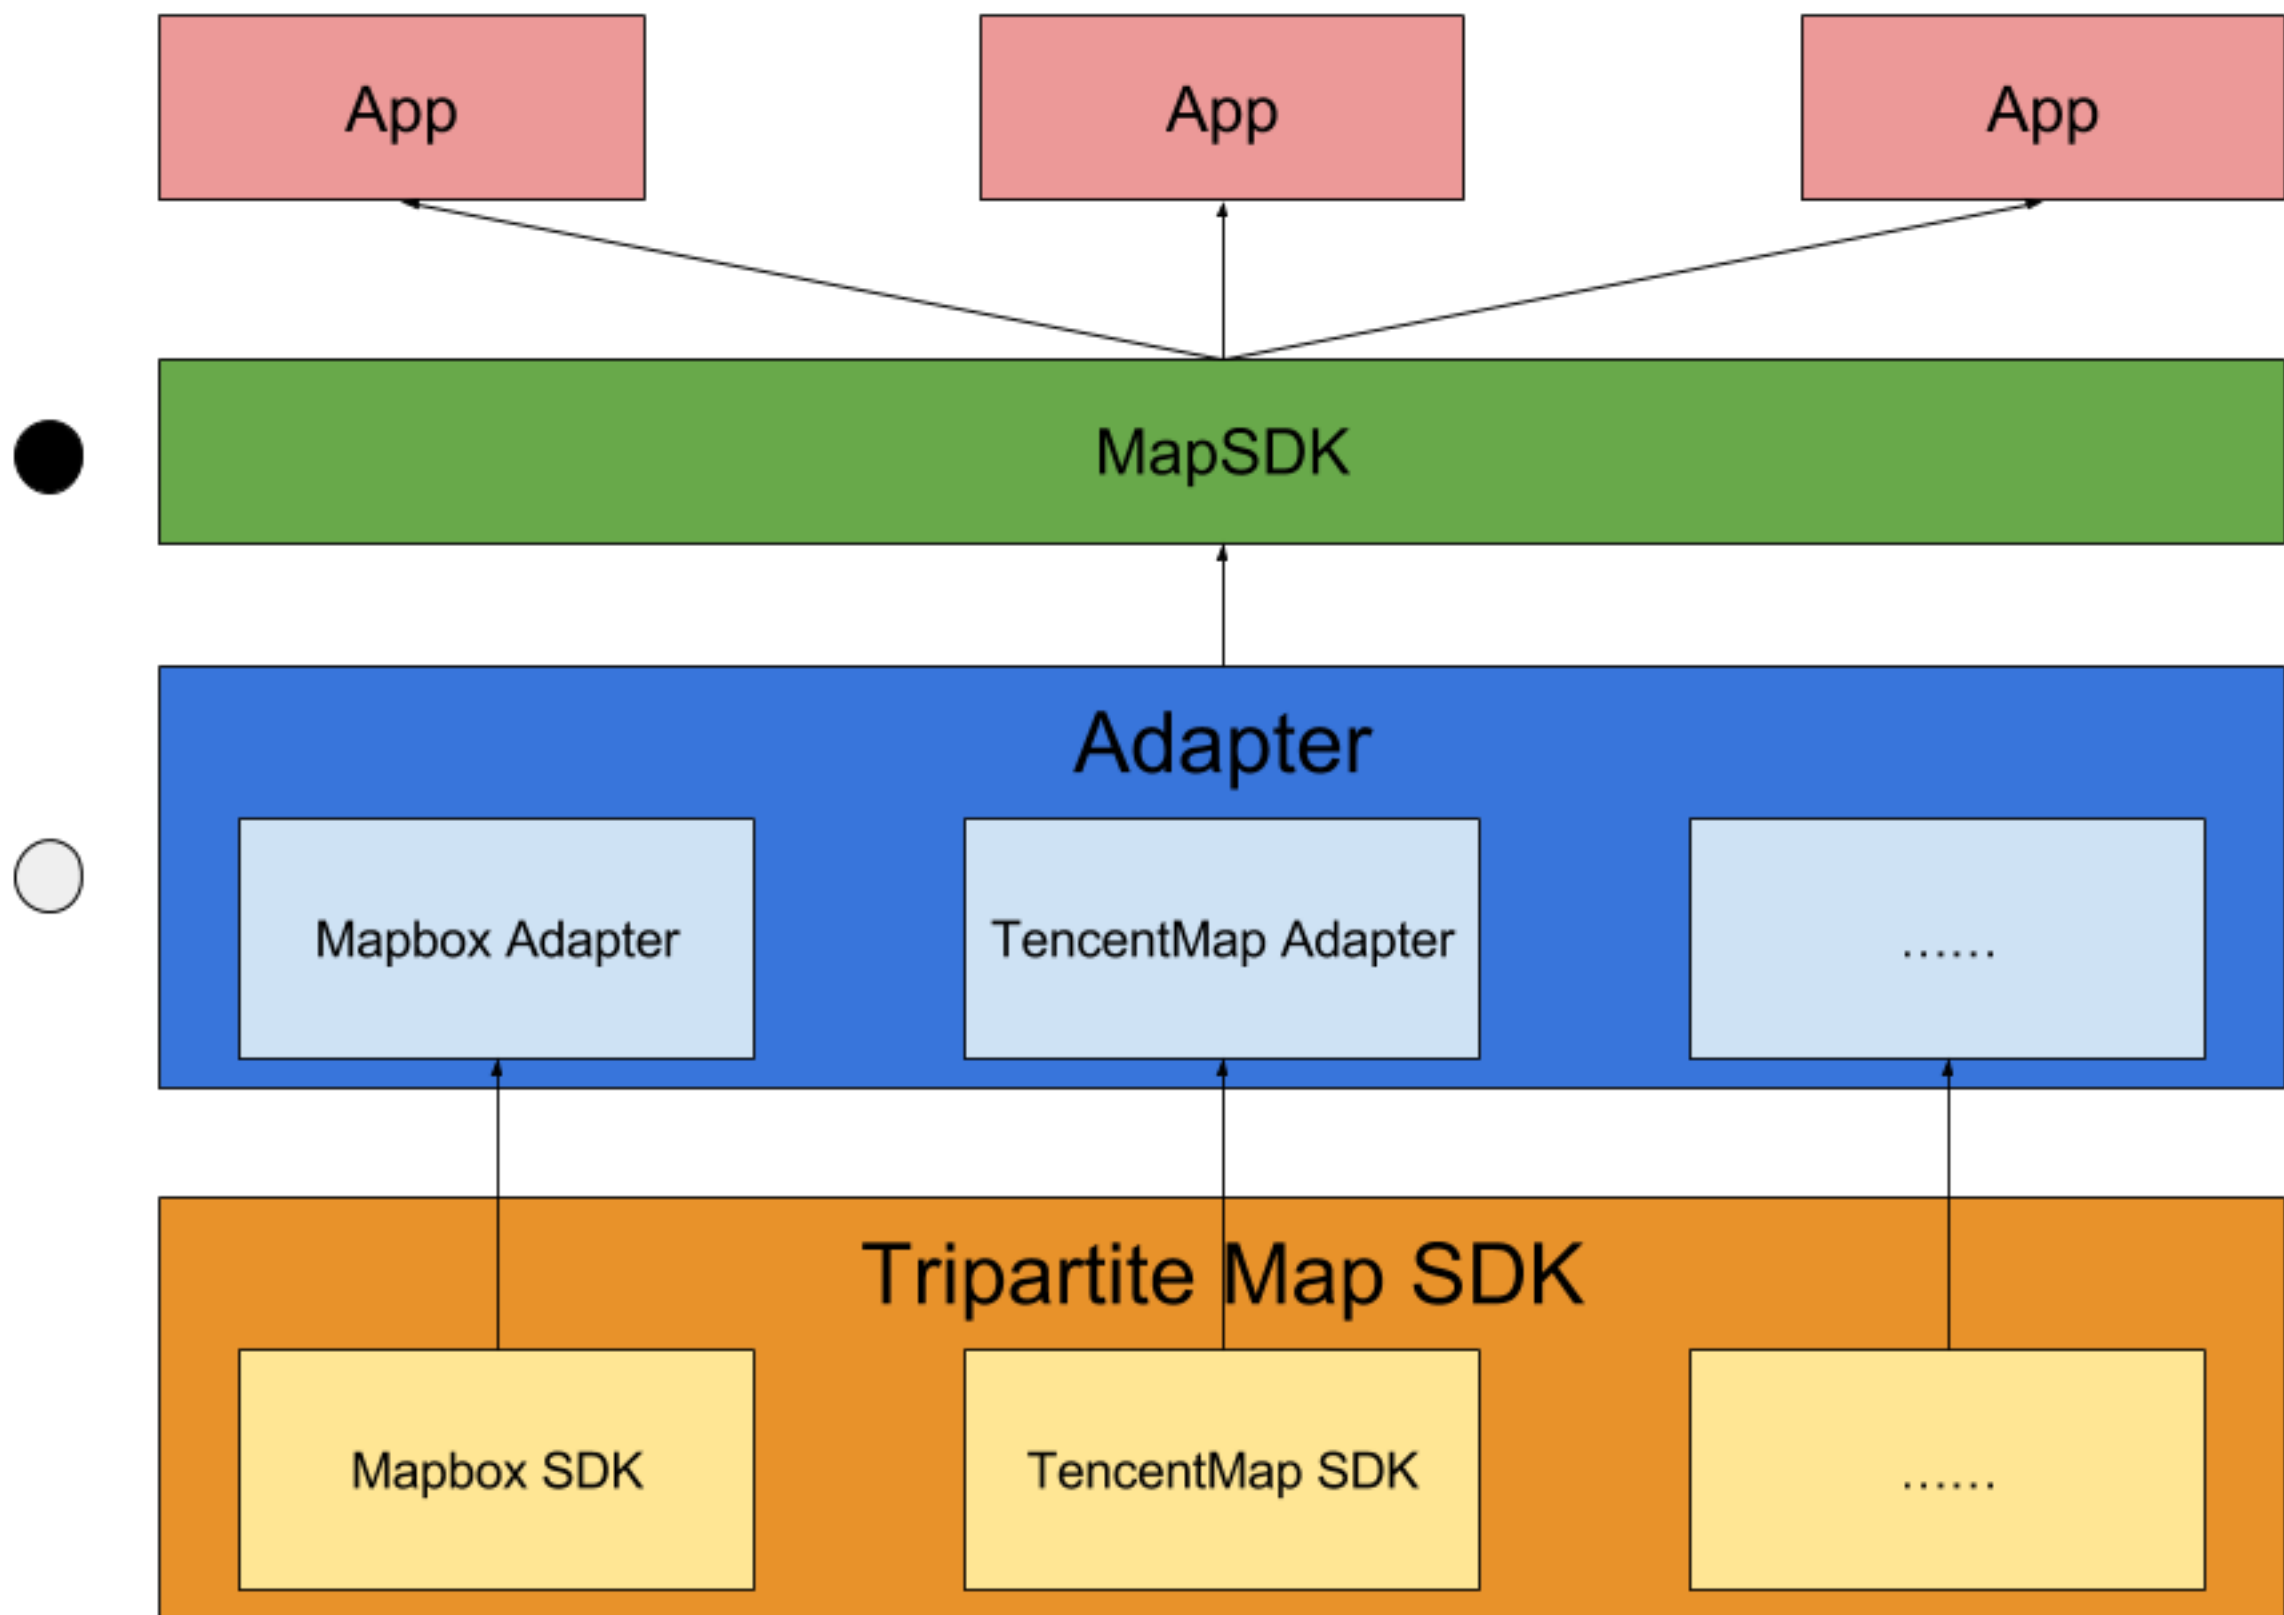 App
App
App
MapSDK
Adapter
Mapbox Adapter
TencentMap Adapter
......
Tripartite Map SDK
Mapbox SDK
TencentMap SDK
......